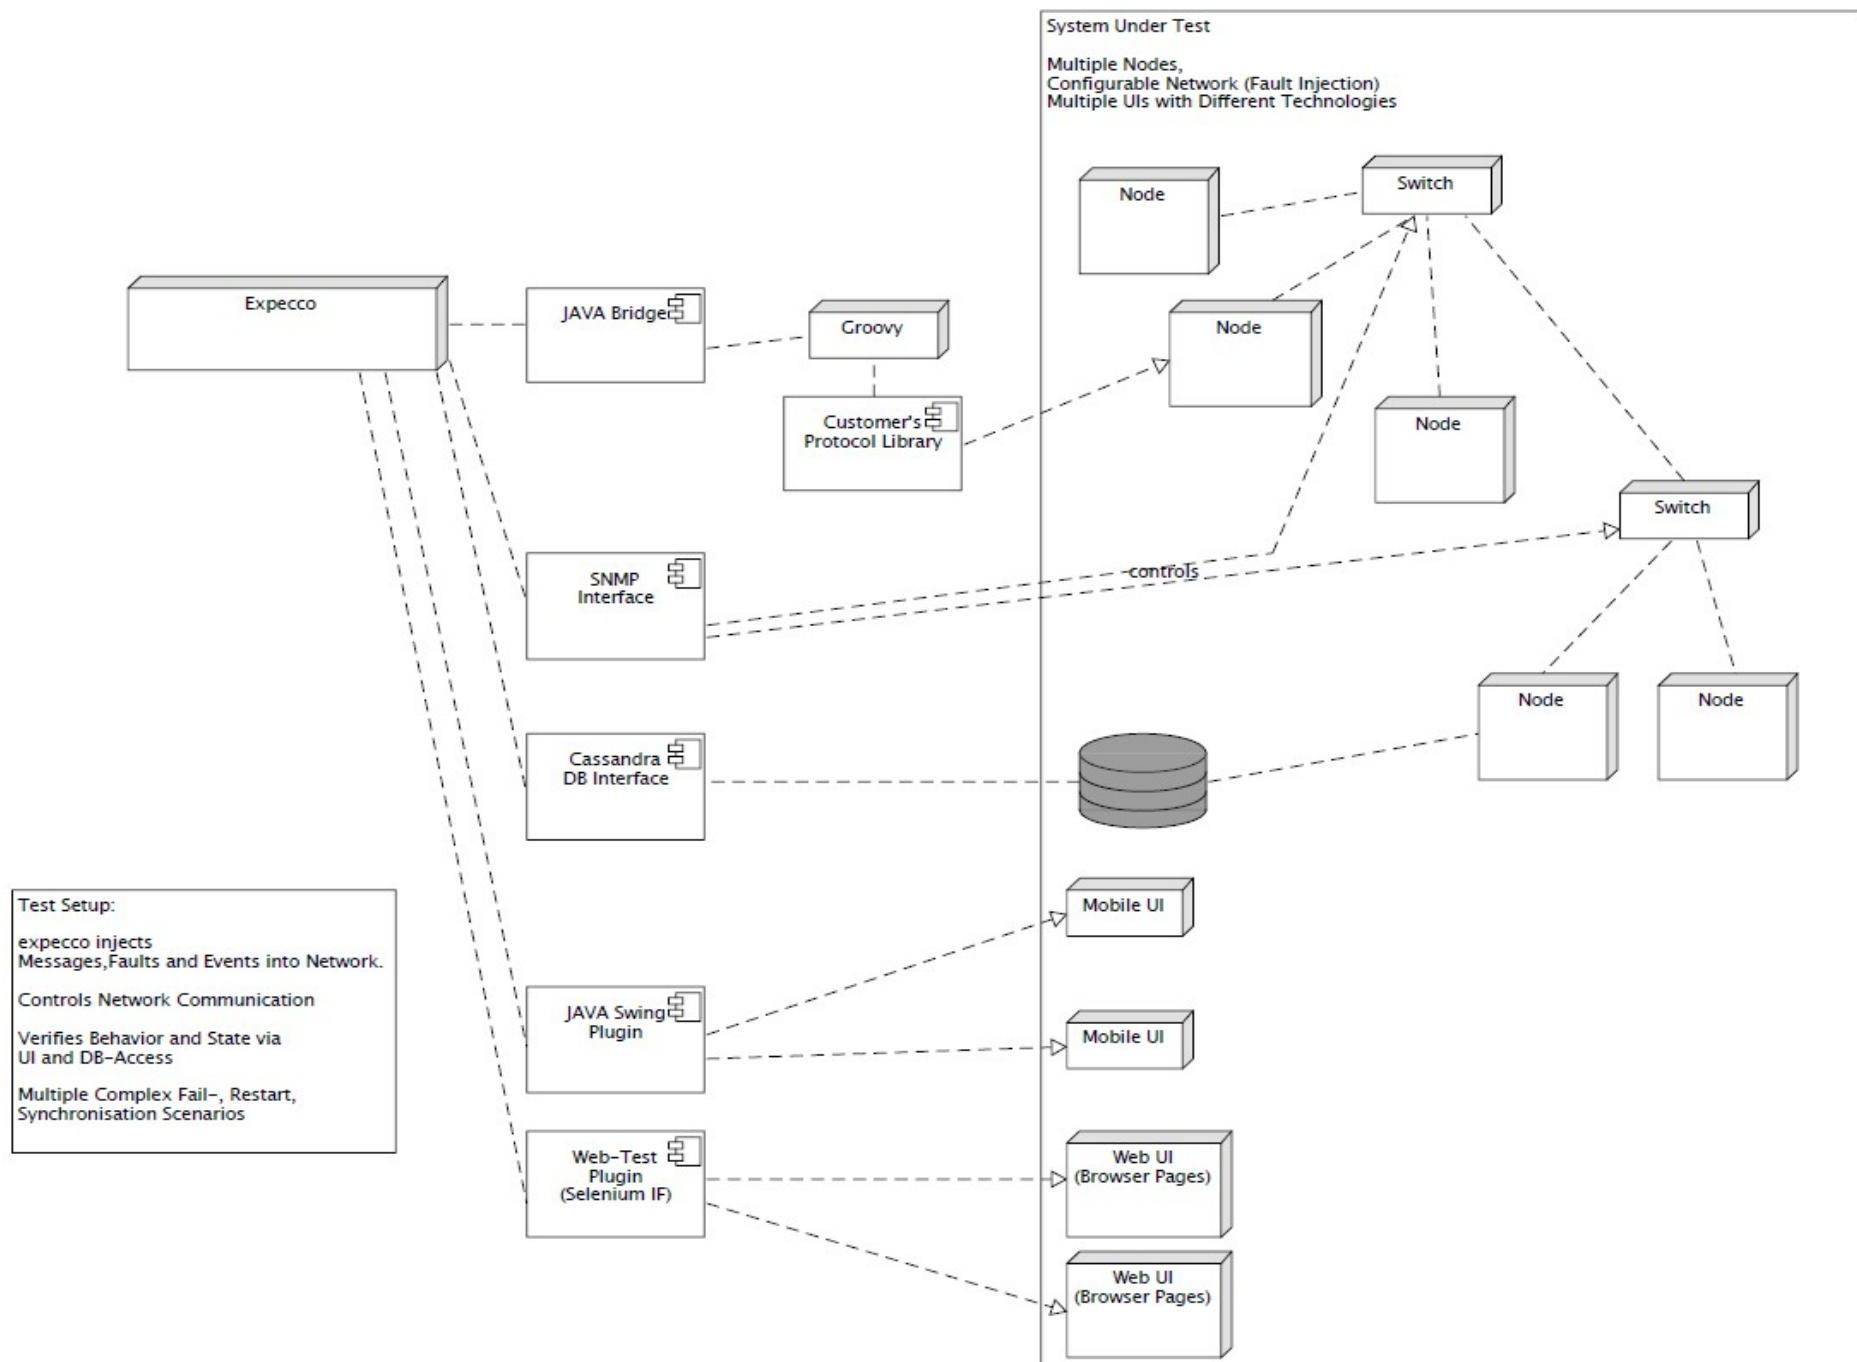 System Under Test
Multiple Nodes,
Configurable Network (Fault Injection)
Multiple UIs with Different Technologies
Switch
Node
Expecco
JAVA Bridge
Groovy
Node
Customer's
Protocol Library
Node
Switch
SNMP
Interface
controls
Node
Node
Cassandra
DB Interface
Test Setup:
expecco injects
Messages,Faults and Events into Network.
Controls Network Communication
Verifies Behavior and State via
UI and DB-Access
Multiple Complex Fail-, Restart,
Synchronisation Scenarios
Mobile UI
JAVA Swing
Plugin
Mobile UI
Web-Test
Plugin
(Selenium IF)
Web UI
(Browser Pages)
Web UI
(Browser Pages)